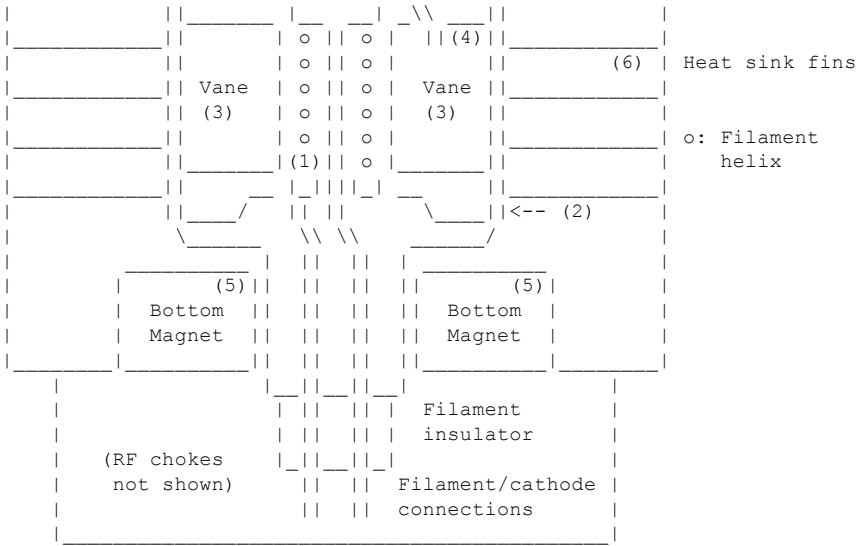 o o (4)
o o (6) Heat sink fins
Vane o o Vane
(3) o o (3)
o o o: Filament
(1) o helix
<-- (2)
(5) (5)
Bottom Bottom
Magnet Magnet
Filament
insulator
(RF chokes
not shown) Filament/cathode
connections